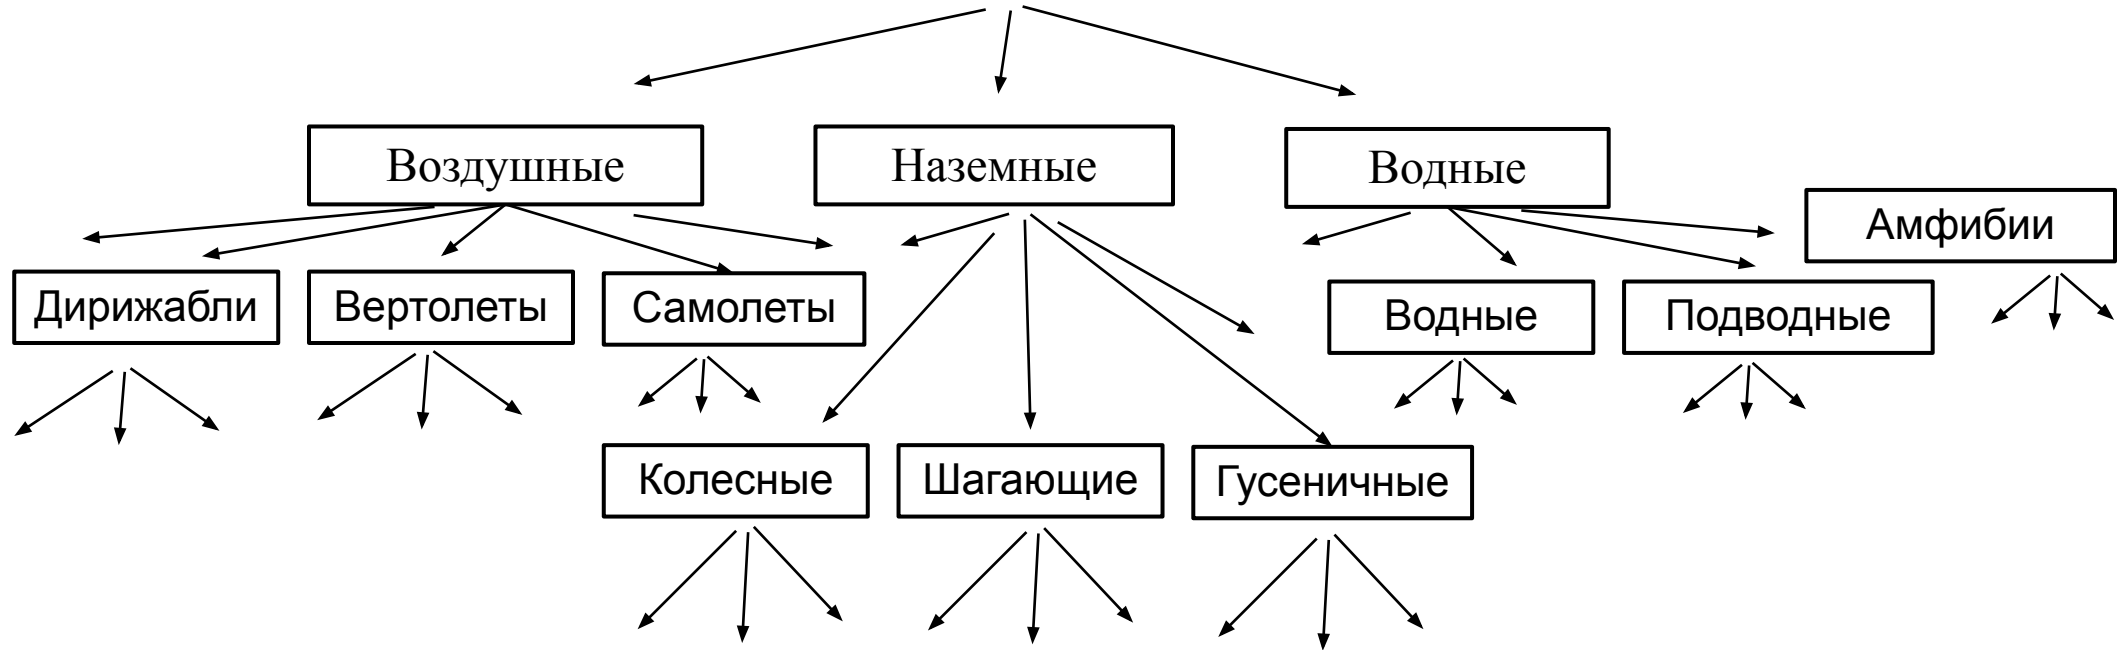 Воздушные
Наземные
Водные
Амфибии
Дирижабли
Вертолеты
Самолеты
Водные
Подводные
Колесные
Шагающие
Гусеничные